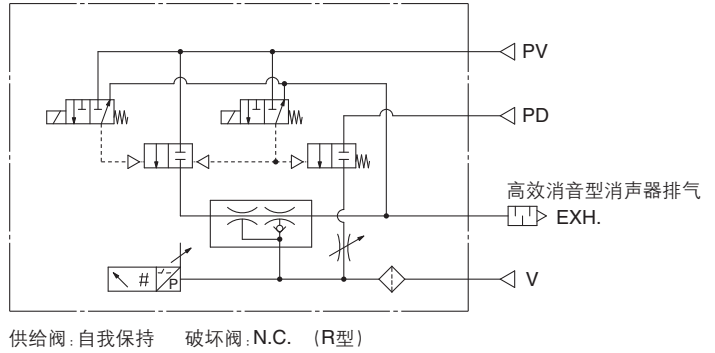 PV
PD
高效消音型消声器排气
EXH.
# P
V
供给阀:自我保持 破坏阀:N.C. (R型)